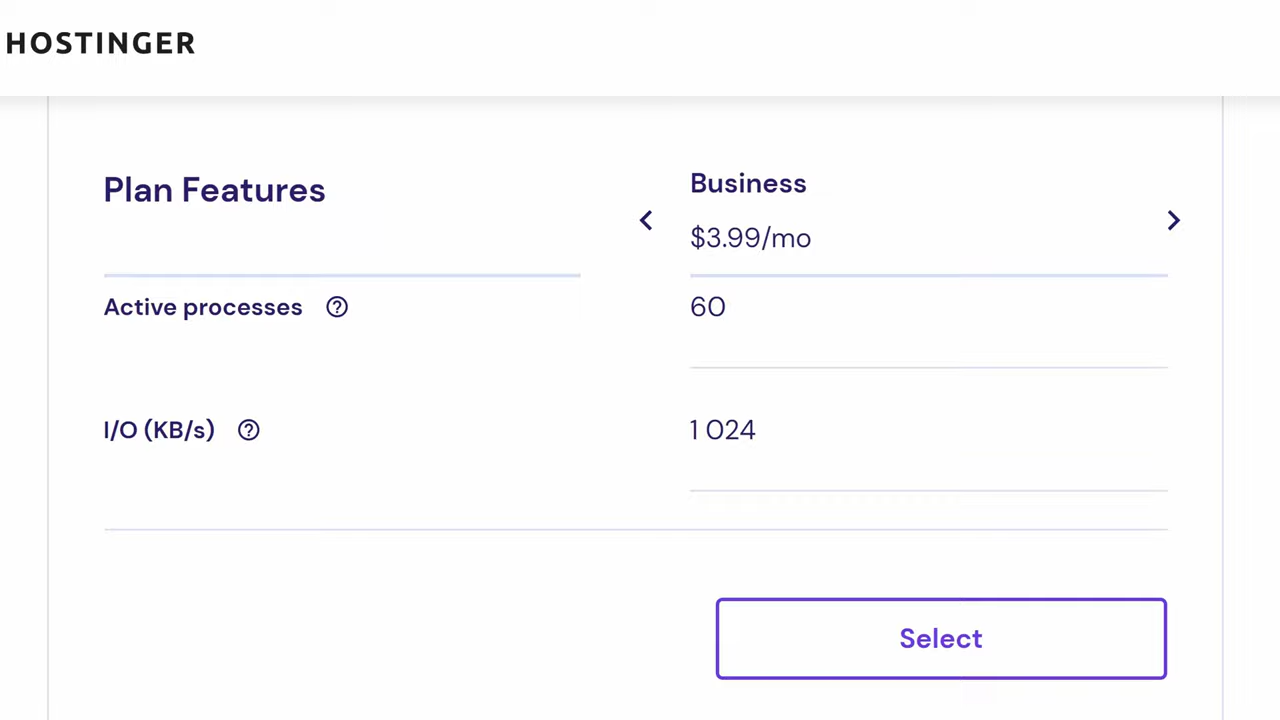 HOSTINGER
Plan Features
Business
$3.99/mo
Active processes
60
I/O (KB/s)
1 024
Select